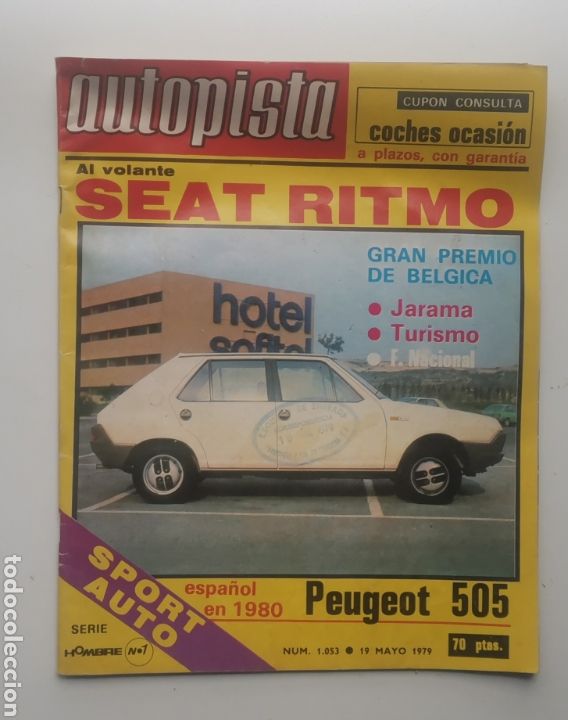 autopista
CUPON CONSULTA
coches ocasión
a plazos, con garantía
Al volante
SEAT RITMO
GRAN PREMIO
DE BELGICA
● Jarama
● Turismo
● F. Nacional
hotel
sofitel
SPORT
AUTO
español
en 1980
Peugeot 505
SERIE
HOMBRE Nº1
NUM. 1.053 ● 19 MAYO 1979
70 ptas.
todocoleccion